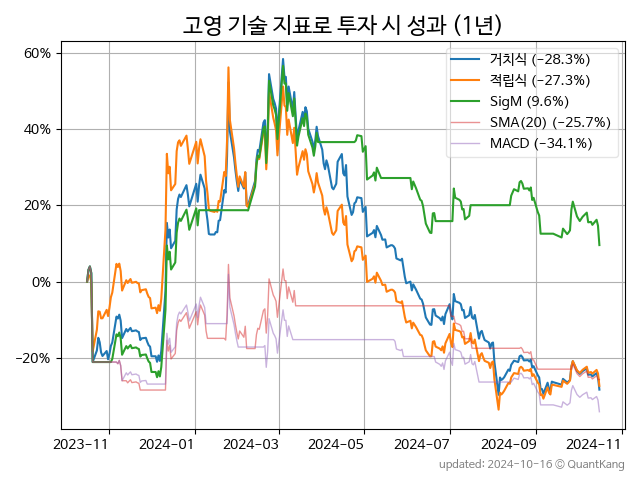 고영 기술 지표로 투자 시 성과 (1년)
60%
40%
20%
0%
−20%
거치식 (−28.3%)
적립식 (−27.3%)
SigM (9.6%)
SMA(20) (−25.7%)
MACD (−34.1%)
2023-11
2024-01
2024-03
2024-05
2024-07
2024-09
2024-11
updated: 2024-10-16 © QuantKang